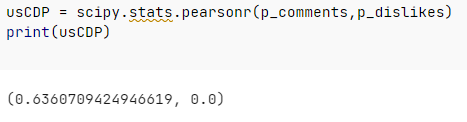 usCDP = scipy.stats.pearsonr(p_comments,p_dislikes)
print(usCDP)
(0.6360709424946619, 0.0)